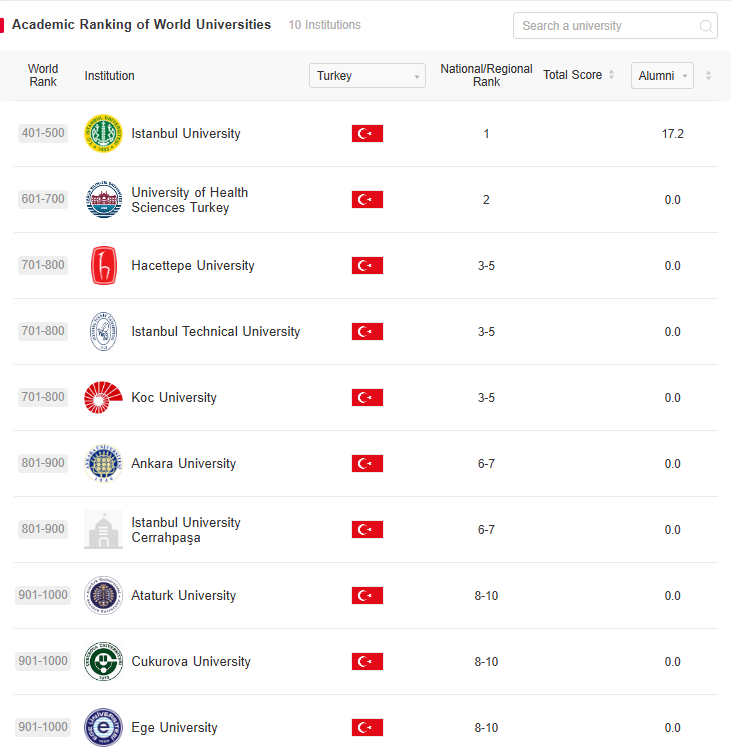 Academic Ranking of World Universities 10 Institutions Search a university
World Rank Institution Turkey National/Regional Rank Total Score Alumni
401-500 Istanbul University 1 17.2
601-700 University of Health Sciences Turkey 2 0.0
701-800 Hacettepe University 3-5 0.0
701-800 Istanbul Technical University 3-5 0.0
701-800 Koc University 3-5 0.0
801-900 Ankara University 6-7 0.0
801-900 Istanbul University Cerrahpaşa 6-7 0.0
901-1000 Ataturk University 8-10 0.0
901-1000 Cukurova University 8-10 0.0
901-1000 Ege University 8-10 0.0